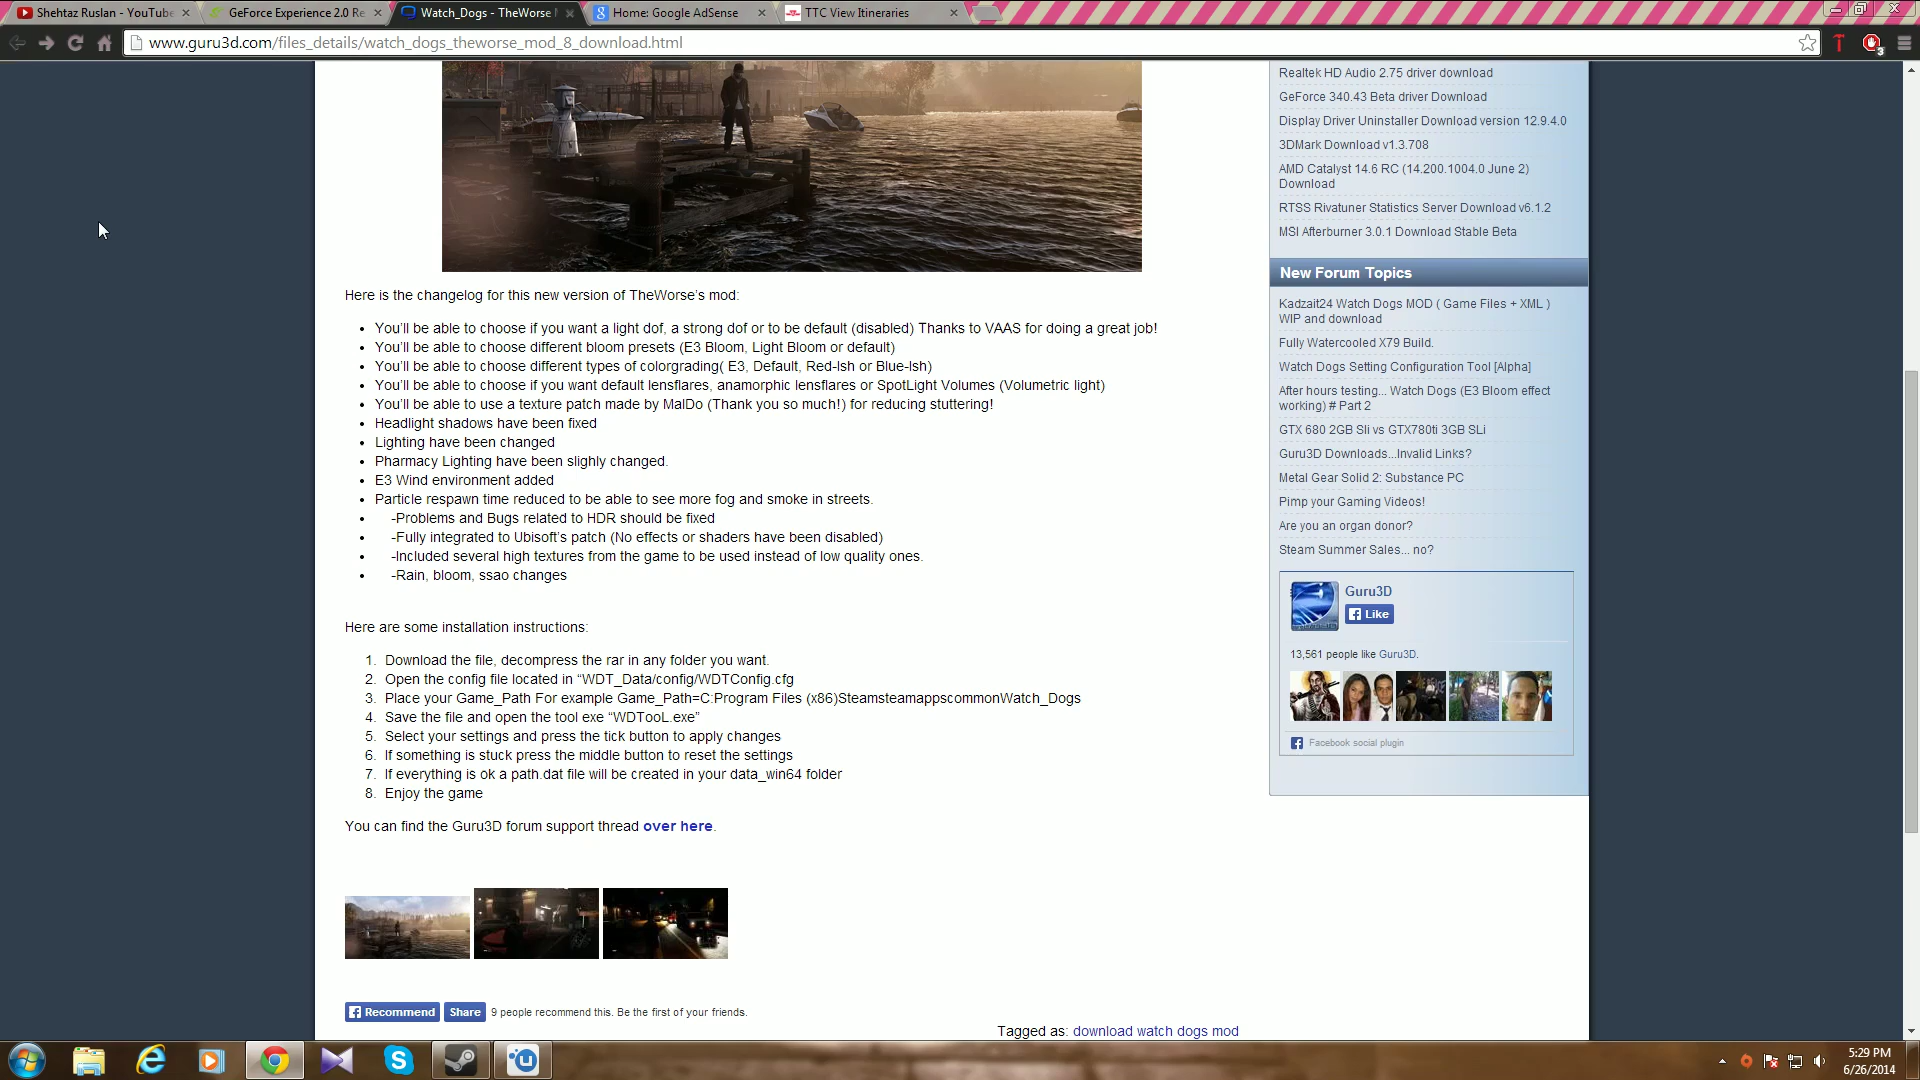 Shehtaz Ruslan - YouTube
GeForce Experience 2.0 Re
Watch_Dogs - TheWorse
Home: Google AdSense
TTC View Itineraries
www.guru3d.com/files_details/watch_dogs_theworse_mod_8_download.html
3
Here is the changelog for this new version of TheWorse's mod:
You'll be able to choose if you want a light dof, a strong dof or to be default (disabled) Thanks to VAAS for doing a great job!
You'll be able to choose different bloom presets (E3 Bloom, Light Bloom or default)
You'll be able to choose different types of colorgrading( E3, Default, Red-Ish or Blue-Ish)
You'll be able to choose if you want default lensflares, anamorphic lensflares or SpotLight Volumes (Volumetric light)
You'll be able to use a texture patch made by MalDo (Thank you so much!) for reducing stuttering!
Headlight shadows have been fixed
Lighting have been changed
Pharmacy Lighting have been slighly changed.
E3 Wind environment added
Particle respawn time reduced to be able to see more fog and smoke in streets.
-Problems and Bugs related to HDR should be fixed
-Fully integrated to Ubisoft's patch (No effects or shaders have been disabled)
-Included several high textures from the game to be used instead of low quality ones.
-Rain, bloom, ssao changes
Here are some installation instructions:
1. Download the file, decompress the rar in any folder you want.
2. Open the config file located in “WDT_Data/config/WDTConfig.cfg
3. Place your Game_Path For example Game_Path=C:Program Files (x86)SteamsteamappscommonWatch_Dogs
4. Save the file and open the tool exe “WDTooL.exe”
5. Select your settings and press the tick button to apply changes
6. If something is stuck press the middle button to reset the settings
7. If everything is ok a path.dat file will be created in your data_win64 folder
8. Enjoy the game
You can find the Guru3D forum support thread over here.
Recommend Share 9 people recommend this. Be the first of your friends.
Tagged as: download watch dogs mod
Realtek HD Audio 2.75 driver download
GeForce 340.43 Beta driver Download
Display Driver Uninstaller Download version 12.9.4.0
3DMark Download v1.3.708
AMD Catalyst 14.6 RC (14.200.1004.0 June 2)
Download
RTSS Rivatuner Statistics Server Download v6.1.2
MSI Afterburner 3.0.1 Download Stable Beta
New Forum Topics
Kadzait24 Watch Dogs MOD ( Game Files + XML )
WIP and download
Fully Watercooled X79 Build.
Watch Dogs Setting Configuration Tool [Alpha]
After hours testing... Watch Dogs (E3 Bloom effect
working) # Part 2
GTX 680 2GB Sli vs GTX780ti 3GB SLi
Guru3D Downloads...Invalid Links?
Metal Gear Solid 2: Substance PC
Pimp your Gaming Videos!
Are you an organ donor?
Steam Summer Sales... no?
Guru3D
Like
13,561 people like Guru3D.
Facebook social plugin
5:29 PM
6/26/2014